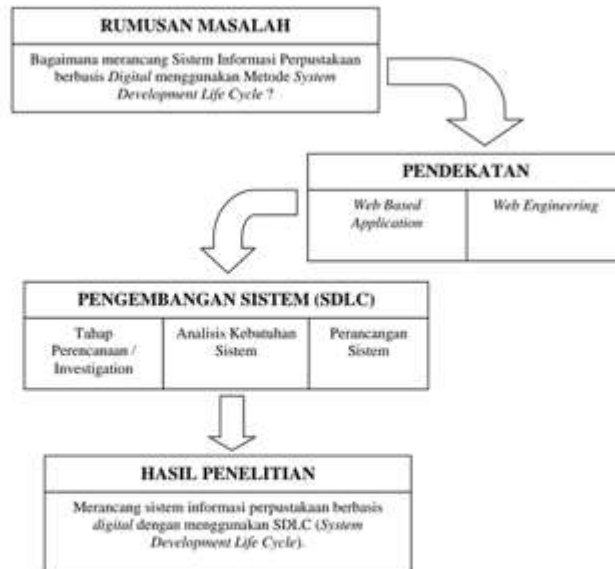 RUMUSAN MASALAH
Bagaimana merancang Sistem Informasi Perpustakaan
berbasis Digital menggunakan Metode System
Development Life Cycle ?
PENDEKATAN
Web Based
Application
Web Engineering
PENGEMBANGAN SISTEM (SDLC)
Tahap
Perencanaan /
Investigation
Analisis Kebatuhan
Sistem
Perancangan
Sistem
HASIL PENELITIAN
Merancang sistem informasi perpustakaan berbasis
digital dengan menggunakan SDLC (System
Development Life Cycle).